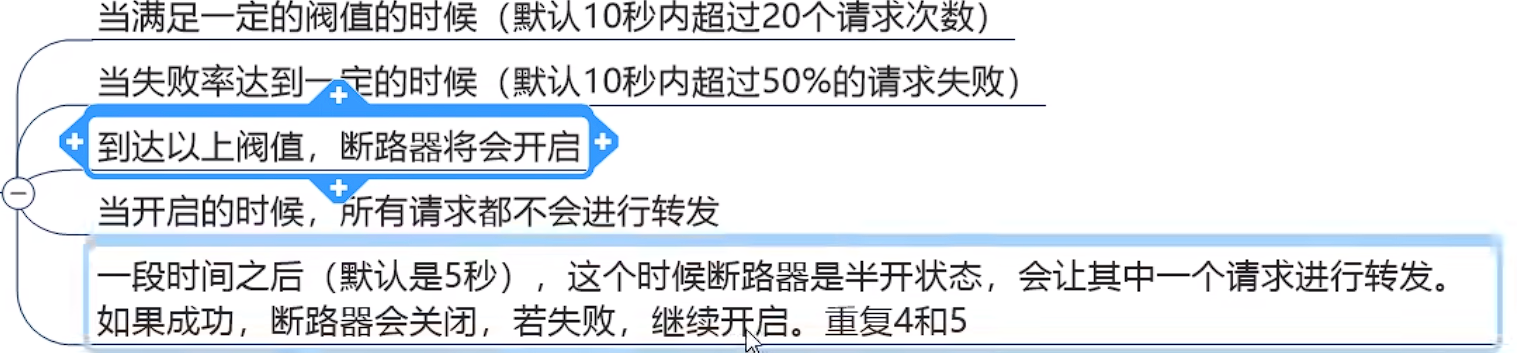 当满足一定的阀值的时候（默认10秒内超过20个请求次数）
当失败率达到一定的时候（默认10秒内超过50%的请求失败）
到达以上阀值，断路器将会开启
当开启的时候，所有请求都不会进行转发
一段时间之后（默认是5秒），这个时候断路器是半开状态，会让其中一个请求进行转发。
如果成功，断路器会关闭，若失败，继续开启。重复4和5